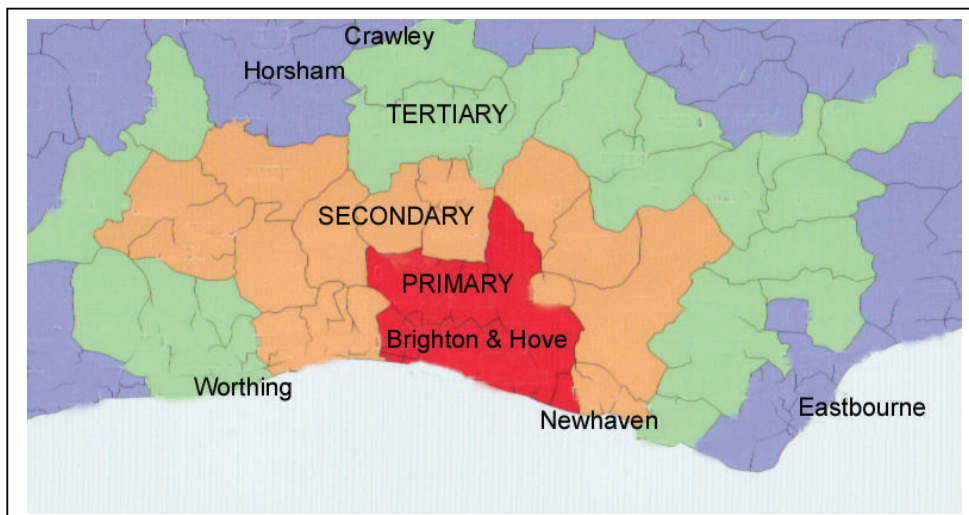 Crawley
Horsham
TERTIARY
SECONDARY
PRIMARY
Brighton & Hove
Worthing
Newhaven
Eastbourne